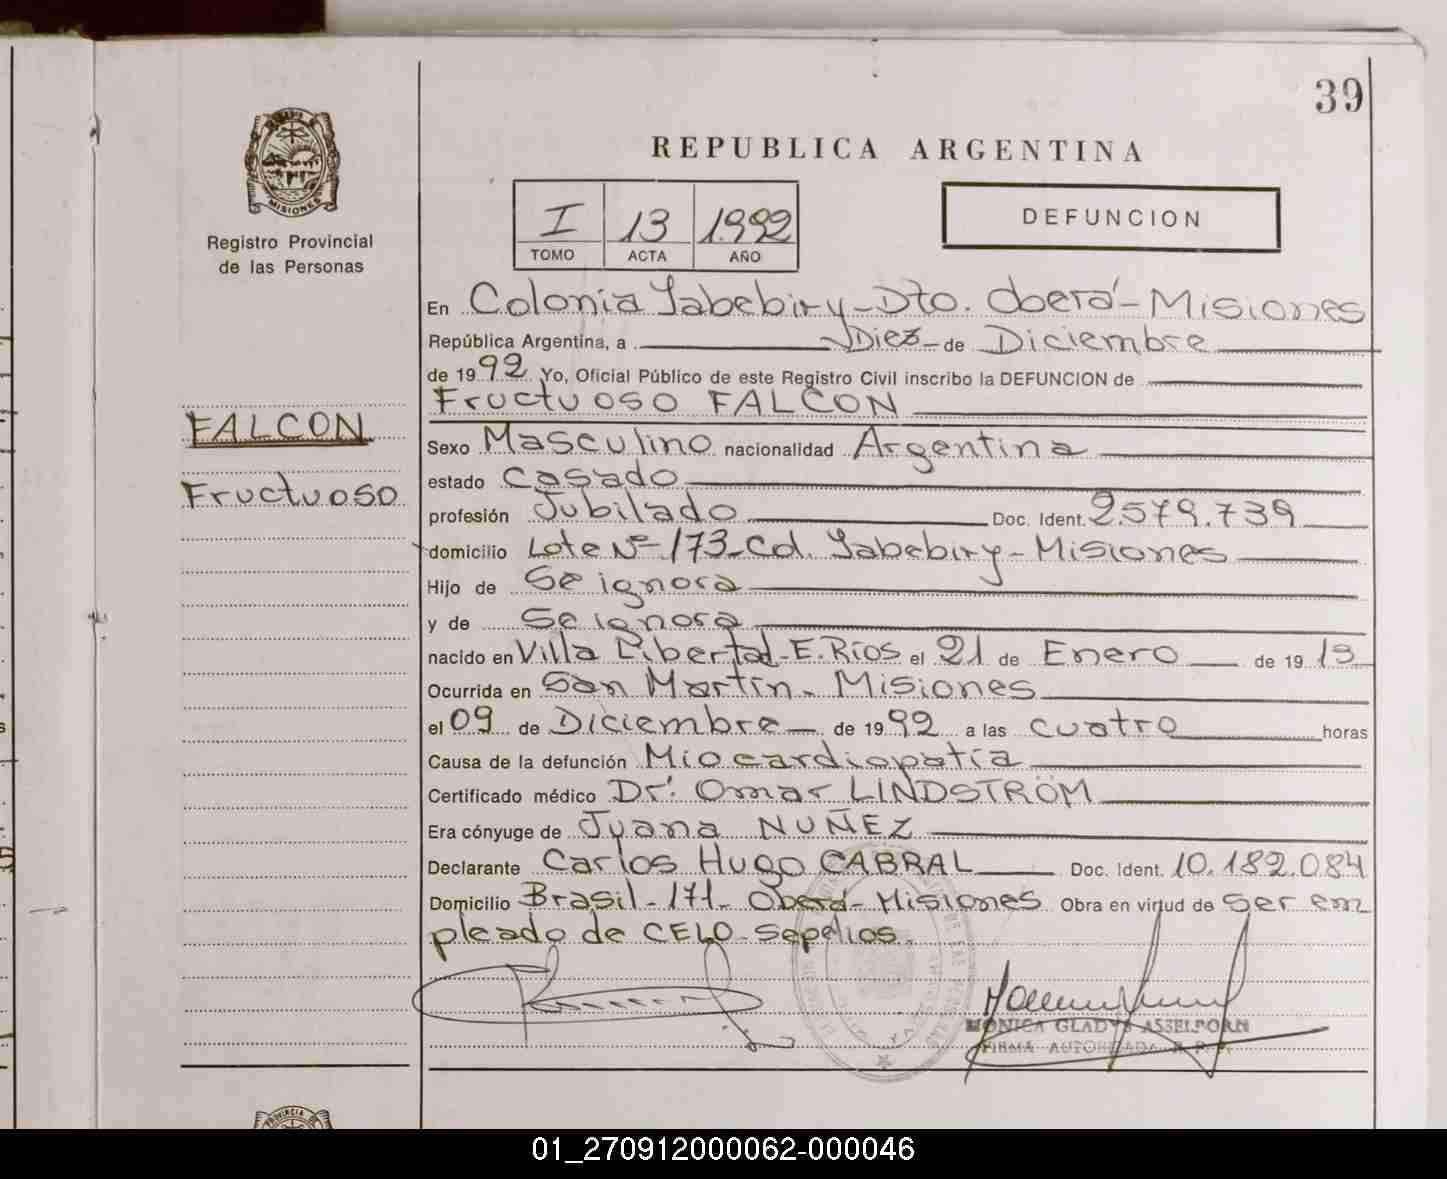 39
REPUBLICA ARGENTINA
MISIONES
Registro Provincial
de las Personas
I 13 1992
TOMO ACTA AÑO
DEFUNCION
En Colonia Yabebiry-Dto. Oberá-Misiones
República Argentina, a Diez de Diciembre
de 1992 Yo, Oficial Público de este Registro Civil inscribo la DEFUNCION de
Fructuoso FALCON
FALCON
Fructuoso
Sexo Masculino nacionalidad Argentina
estado Casado
profesión Jubilado Doc. Ident. 2.579.739
domicilio Lote Nº 173-Col. Yabebiry-Misiones
Hijo de Se ignora
y de Se ignora
nacido en Villa Libertad-E.Ríos el 21 de Enero de 1913
Ocurrida en San Martín-Misiones
el 09 de Diciembre de 1992 a las cuatro horas
Causa de la defunción Miocardiopatía
Certificado médico Dr. Omar LINDSTRÖM
Era cónyuge de Juana NUÑEZ
Declarante Carlos Hugo CABRAL Doc. Ident. 10.182.084
Domicilio Brasil-171-Oberá-Misiones Obra en virtud de ser em
pleado de CELO-Sepelios.
MONICA GLADYS ASSELBORN
FIRMA AUTORIZADA R. P. P.
PROVINCIA DE
01_270912000062-000046